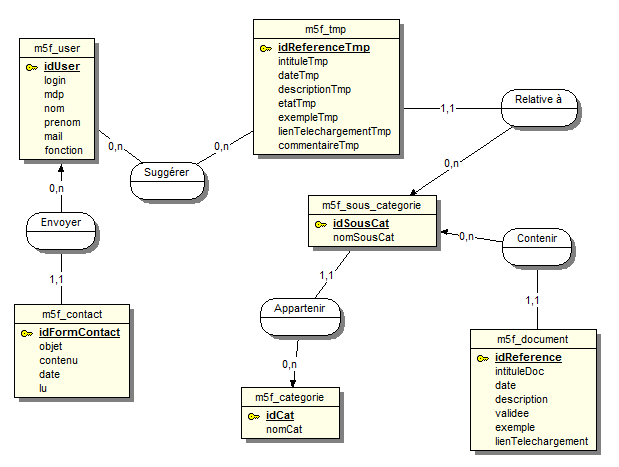 m5f_user
idUser
login
mdp
nom
prenom
mail
fonction
m5f_tmp
idReferenceTmp
intituleTmp
dateTmp
descriptionTmp
etatTmp
exempleTmp
lienTelechargementTmp
commentaireTmp
Relative à
1,1
0,n
0,n
0,n
Suggérer
0,n
Envoyer
1,1
m5f_sous_categorie
idSousCat
nomSousCat
0,n
Contenir
1,1
1,1
Appartenir
0,n
m5f_contact
idFormContact
objet
contenu
date
lu
m5f_categorie
idCat
nomCat
m5f_document
idReference
intituleDoc
date
description
validee
exemple
lienTelechargement